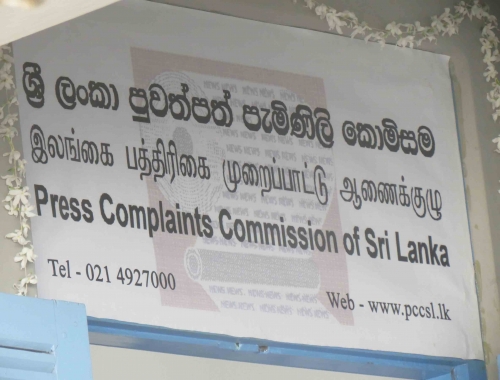 ශ්‍රී ලංකා පුවත්පත් පැමිණිලි කොමිසම
இலங்கை பத்திரிகை முறைப்பாட்டு ஆணைக்குழு
Press Complaints Commission of Sri Lanka
Tel - 021 4927000
Web - www.pccsl.lk